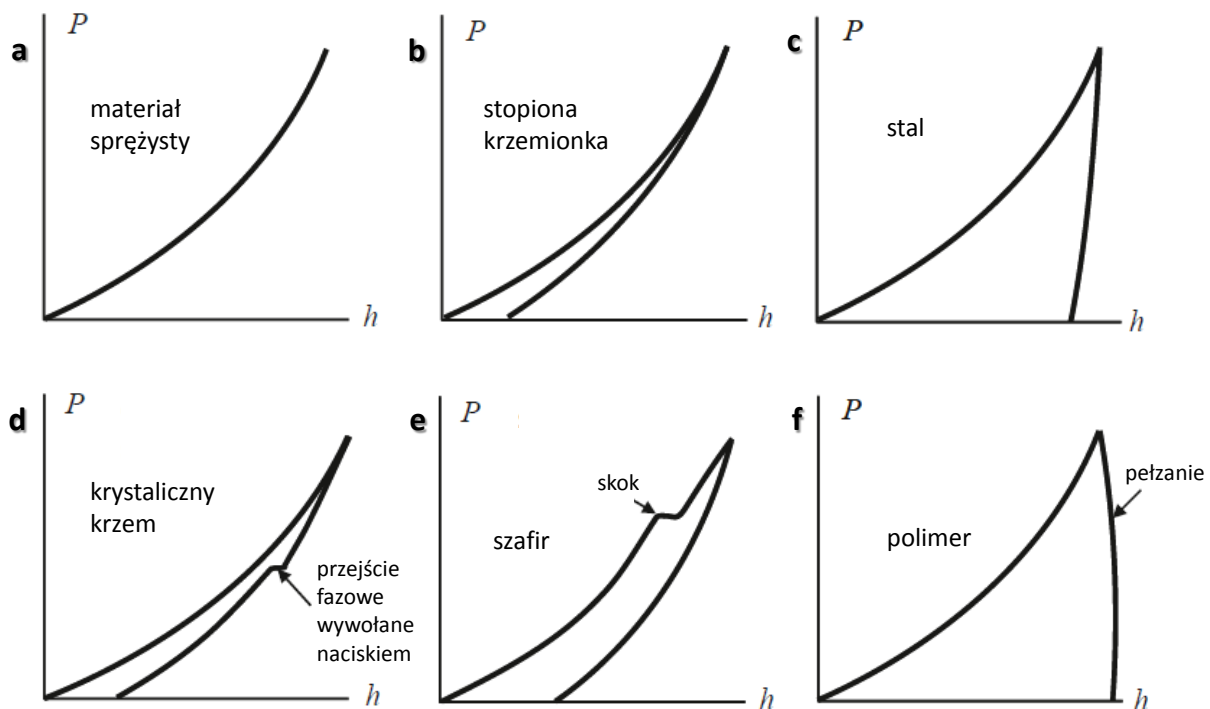 a
P
materiał
sprężysty
h
b
P
stopiona
krzemionka
h
c
P
stal
h
d
P
krystaliczny
krzem
przejście
fazowe
wywołane
naciskiem
h
e
P
skok
szafir
h
f
P
pełzanie
polimer
h